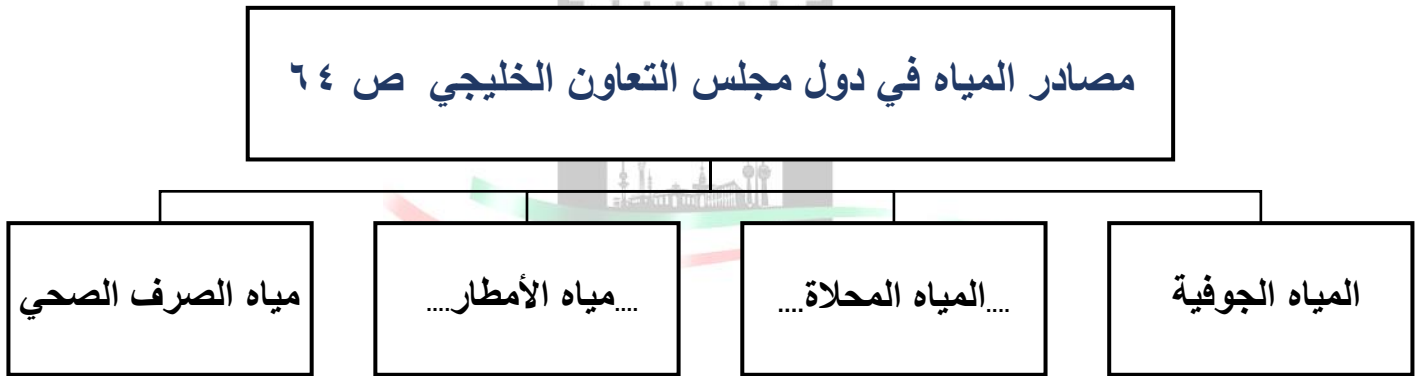 مصادر المياه في دول مجلس التعاون الخليجي ص ٦٤
المياه الجوفية
....المياه المحلاة....
....مياه الأمطار....
مياه الصرف الصحي